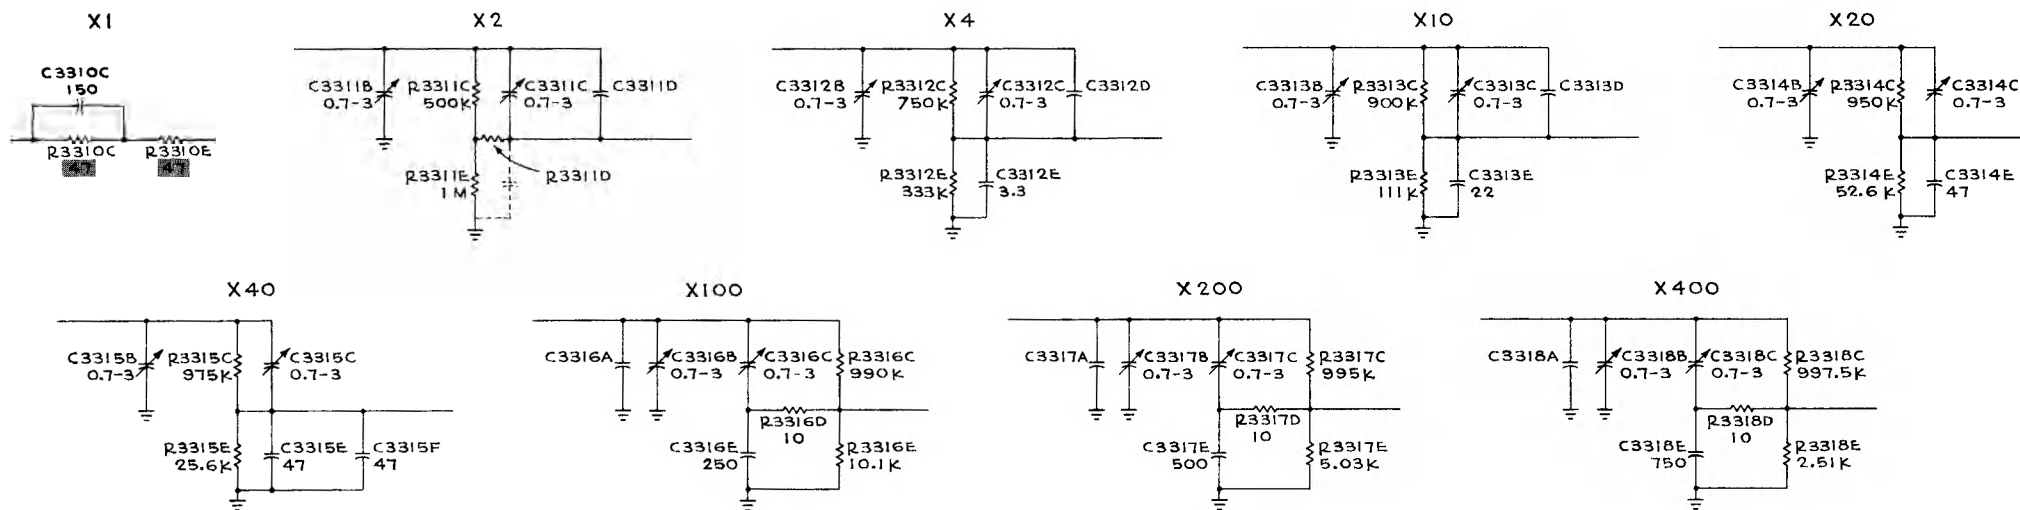 X1
C3310C
150
R3310C
47
R3310E
47
X2
C3311B
0.7-3
R3311C
500K
C3311C
0.7-3
C3311D
R3311E
1M
R3311D
X4
C3312B
0.7-3
R3312C
750K
C3312C
0.7-3
C3312D
R3312E
333K
C3312E
3.3
X10
C3313B
0.7-3
R3313C
900K
C3313C
0.7-3
C3313D
R3313E
111K
C3313E
22
X20
C3314B
0.7-3
R3314C
950K
C3314C
0.7-3
R3314E
52.6K
C3314E
47
X40
C3315B
0.7-3
R3315C
975K
C3315C
0.7-3
R3315E
25.6K
C3315E
47
C3315F
47
X100
C3316A
C3316B
0.7-3
C3316C
0.7-3
R3316C
990K
R3316D
10
C3316E
250
R3316E
10.1K
X200
C3317A
C3317B
0.7-3
C3317C
0.7-3
R3317C
995K
R3317D
10
C3317E
500
R3317E
5.03K
X400
C3318A
C3318B
0.7-3
C3318C
0.7-3
R3318C
997.5K
R3318D
10
C3318E
750
R3318E
2.51K